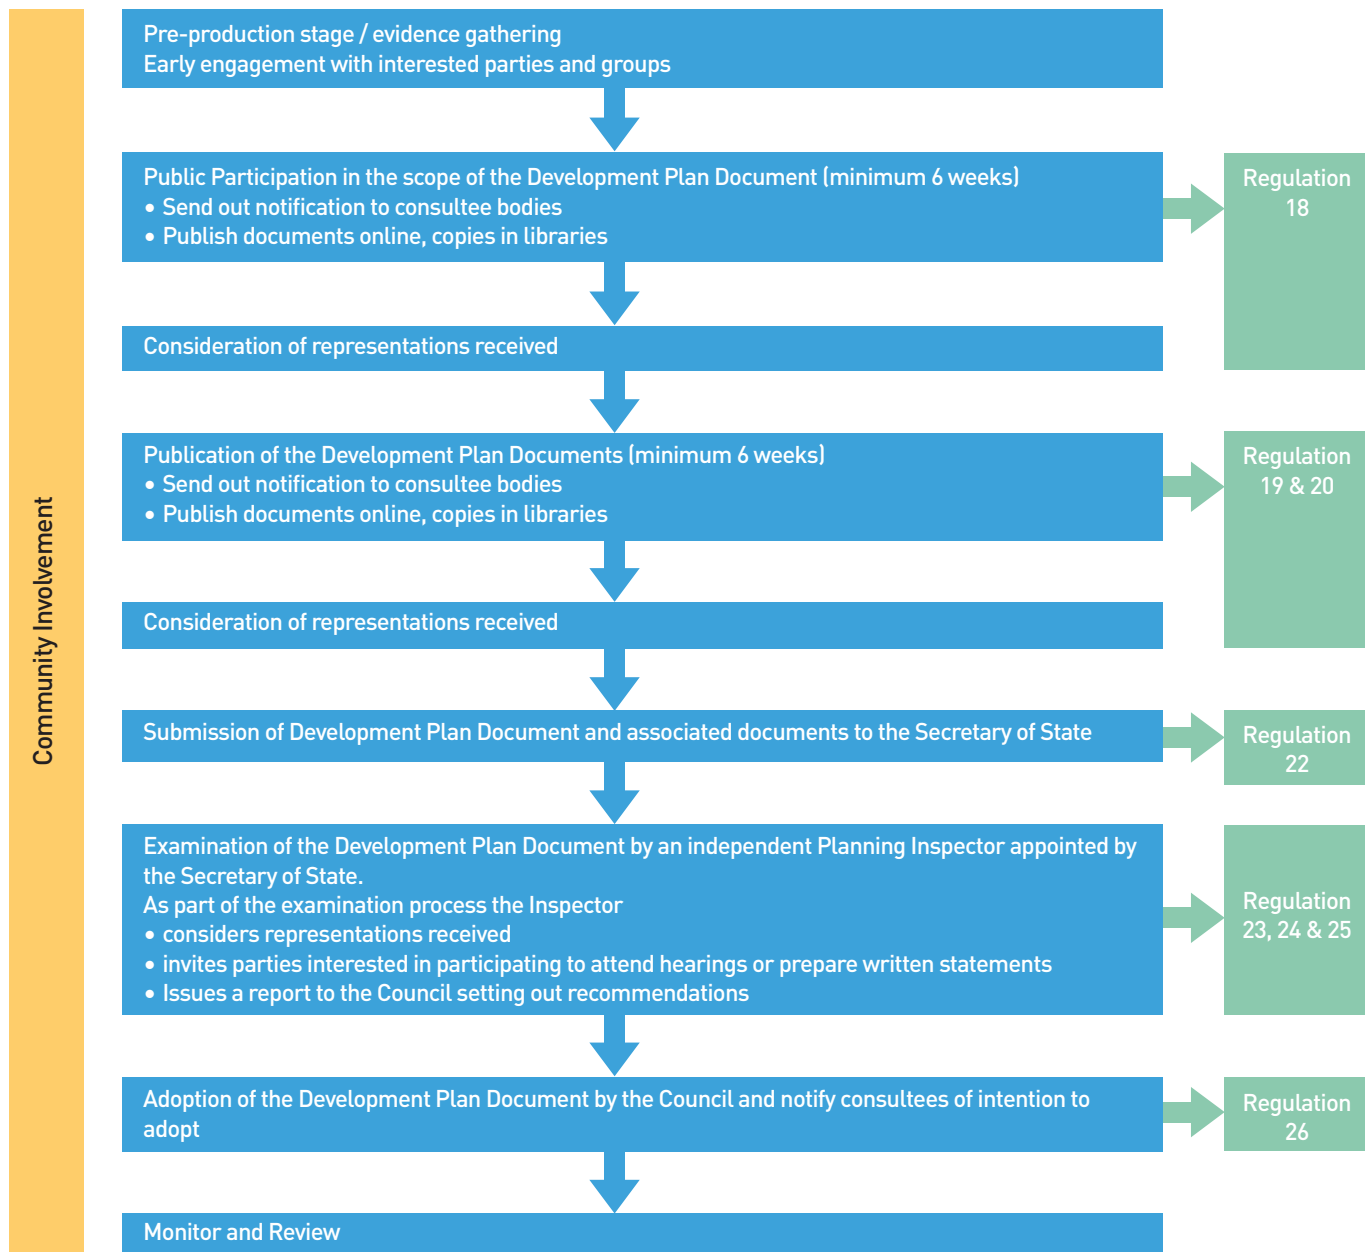 Community Involvement
Pre-production stage / evidence gathering
Early engagement with interested parties and groups
Public Participation in the scope of the Development Plan Document (minimum 6 weeks)
• Send out notification to consultee bodies
• Publish documents online, copies in libraries
Regulation
18
Consideration of representations received
Publication of the Development Plan Documents (minimum 6 weeks)
• Send out notification to consultee bodies
• Publish documents online, copies in libraries
Regulation
19 & 20
Consideration of representations received
Submission of Development Plan Document and associated documents to the Secretary of State
Regulation
22
Examination of the Development Plan Document by an independent Planning Inspector appointed by
the Secretary of State.
As part of the examination process the Inspector
• considers representations received
• invites parties interested in participating to attend hearings or prepare written statements
• Issues a report to the Council setting out recommendations
Regulation
23, 24 & 25
Adoption of the Development Plan Document by the Council and notify consultees of intention to
adopt
Regulation
26
Monitor and Review